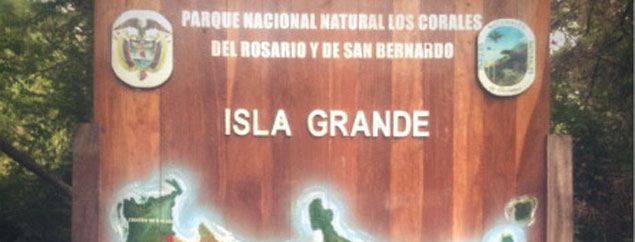 PARQUE NACIONAL NATURAL LOS CORALES
DEL ROSARIO Y DE SAN BERNARDO
ISLA GRANDE